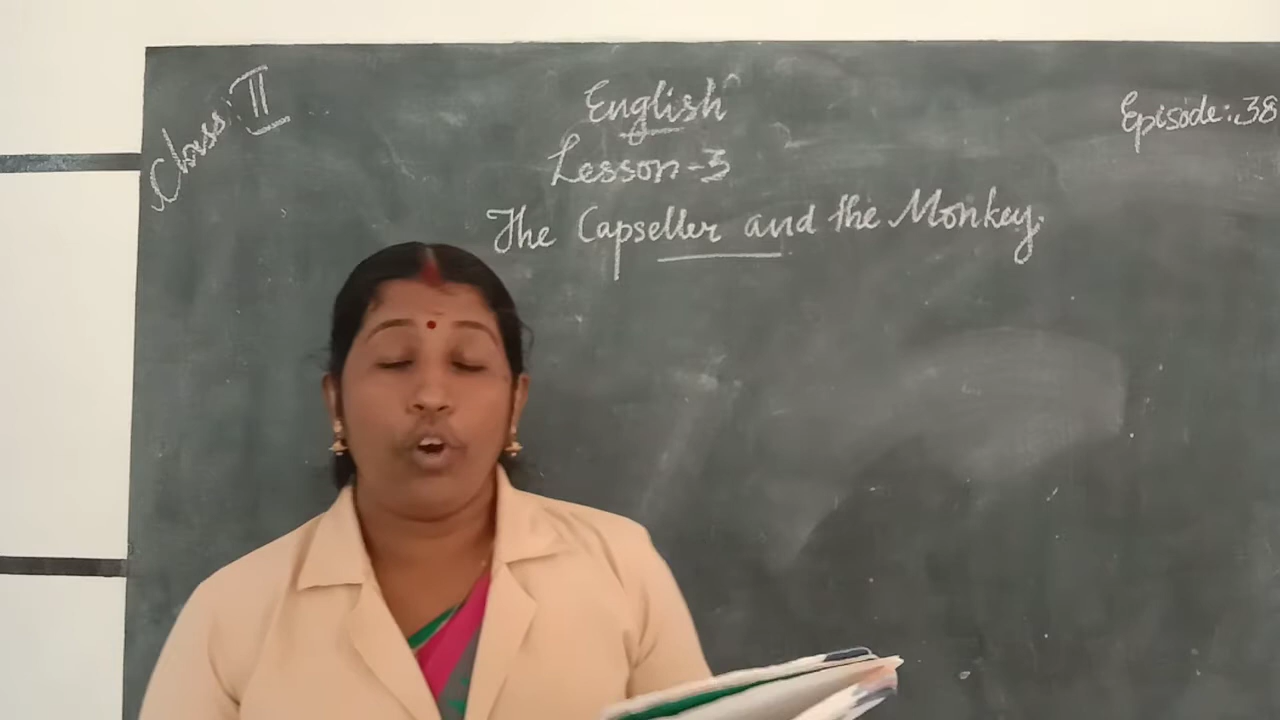 Class: II
English
Episode: 38
Lesson-3
The Capseller and the Monkey.